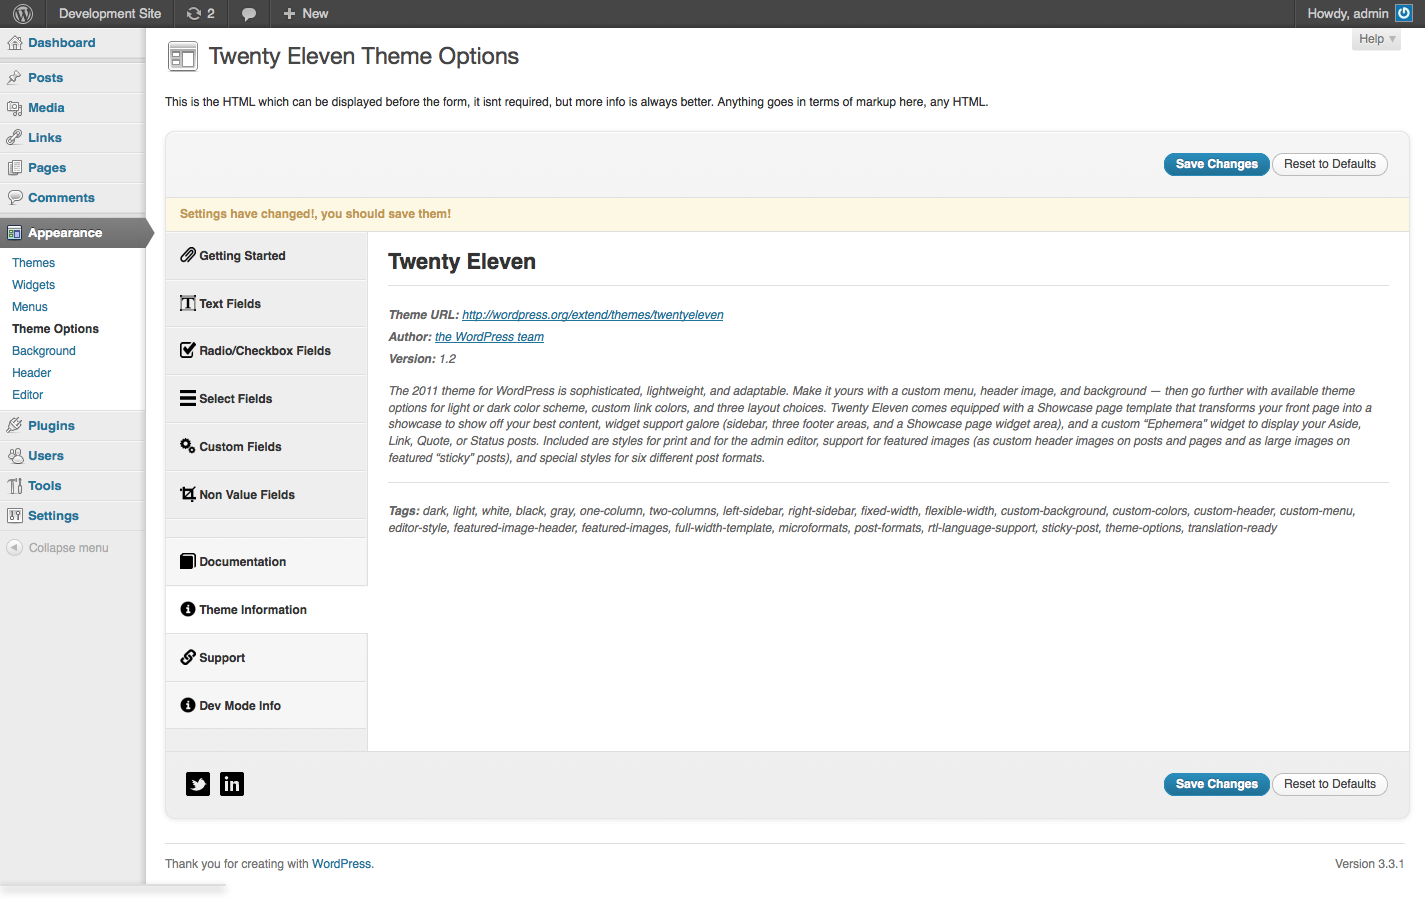 Development Site 2 New Howdy, admin
Help
Dashboard
Posts
Media
Links
Pages
Comments
Appearance
Themes
Widgets
Menus
Theme Options
Background
Header
Editor
Plugins
Users
Tools
Settings
Collapse menu
Twenty Eleven Theme Options
This is the HTML which can be displayed before the form, it isnt required, but more info is always better. Anything goes in terms of markup here, any HTML.
Save Changes Reset to Defaults
Settings have changed!, you should save them!
Getting Started
Text Fields
Radio/Checkbox Fields
Select Fields
Custom Fields
Non Value Fields
Documentation
Theme Information
Support
Dev Mode Info
Twenty Eleven
Theme URL: http://wordpress.org/extend/themes/twentyeleven
Author: the WordPress team
Version: 1.2
The 2011 theme for WordPress is sophisticated, lightweight, and adaptable. Make it yours with a custom menu, header image, and background — then go further with available theme
options for light or dark color scheme, custom link colors, and three layout choices. Twenty Eleven comes equipped with a Showcase page template that transforms your front page into a
showcase to show off your best content, widget support galore (sidebar, three footer areas, and a Showcase page widget area), and a custom “Ephemera” widget to display your Aside,
Link, Quote, or Status posts. Included are styles for print and for the admin editor, support for featured images (as custom header images on posts and pages and as large images on
featured “sticky” posts), and special styles for six different post formats.
Tags: dark, light, white, black, gray, one-column, two-columns, left-sidebar, right-sidebar, fixed-width, flexible-width, custom-background, custom-colors, custom-header, custom-menu,
editor-style, featured-image-header, featured-images, full-width-template, microformats, post-formats, rtl-language-support, sticky-post, theme-options, translation-ready
in
Save Changes Reset to Defaults
Thank you for creating with WordPress. Version 3.3.1